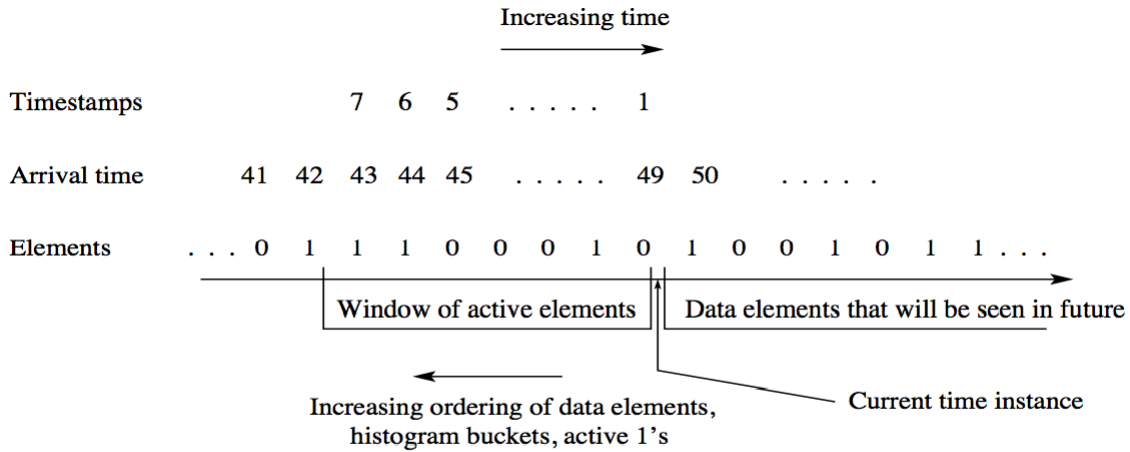 Increasing time
Timestamps 7 6 5 . . . . . 1
Arrival time 41 42 43 44 45 . . . . . 49 50 . . . . .
Elements . . . 0 1 1 1 0 0 0 1 0 1 0 0 1 0 1 1 . . .
Window of active elements Data elements that will be seen in future
Increasing ordering of data elements,
histogram buckets, active 1's
Current time instance